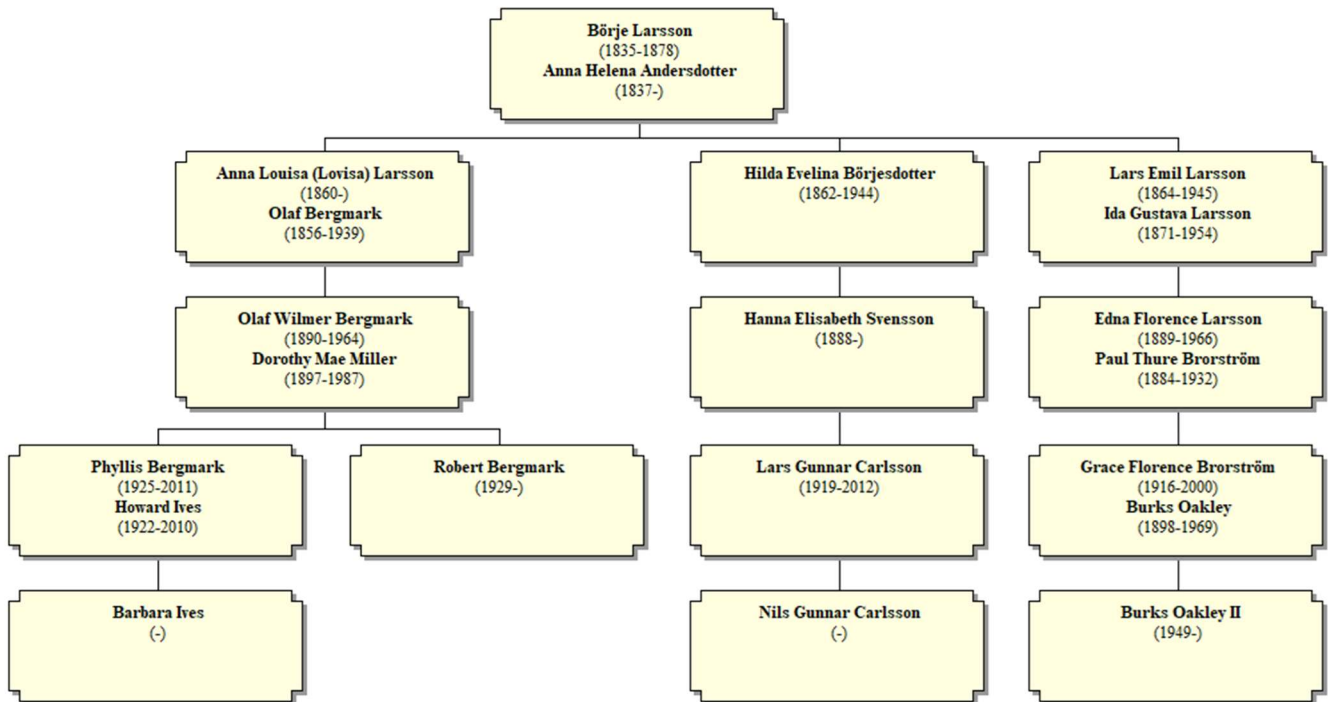 Börje Larsson
(1835-1878)
Anna Helena Andersdotter
(1837-)
Anna Louisa (Lovisa) Larsson
(1860-)
Olaf Bergmark
(1856-1939)
Hilda Evelina Börjesdotter
(1862-1944)
Lars Emil Larsson
(1864-1945)
Ida Gustava Larsson
(1871-1954)
Olaf Wilmer Bergmark
(1890-1964)
Dorothy Mae Miller
(1897-1987)
Hanna Elisabeth Svensson
(1888-)
Edna Florence Larsson
(1889-1966)
Paul Thure Brorström
(1884-1932)
Phyllis Bergmark
(1925-2011)
Howard Ives
(1922-2010)
Robert Bergmark
(1929-)
Lars Gunnar Carlsson
(1919-2012)
Grace Florence Brorström
(1916-2000)
Burks Oakley
(1898-1969)
Barbara Ives
(-)
Nils Gunnar Carlsson
(-)
Burks Oakley II
(1949-)